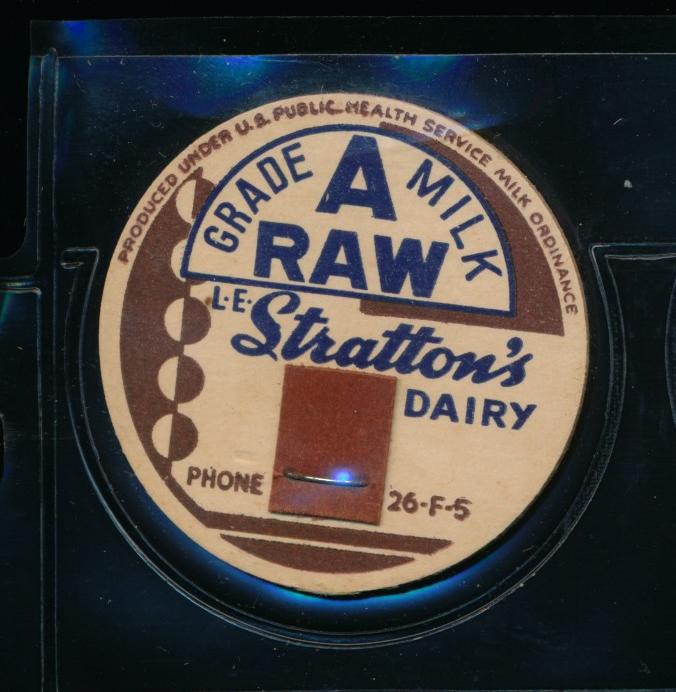 PRODUCED UNDER U.S. PUBLIC HEALTH SERVICE MILK ORDINANCE
GRADE A MILK
RAW
L·E· Stratton's
DAIRY
PHONE 26-F-5